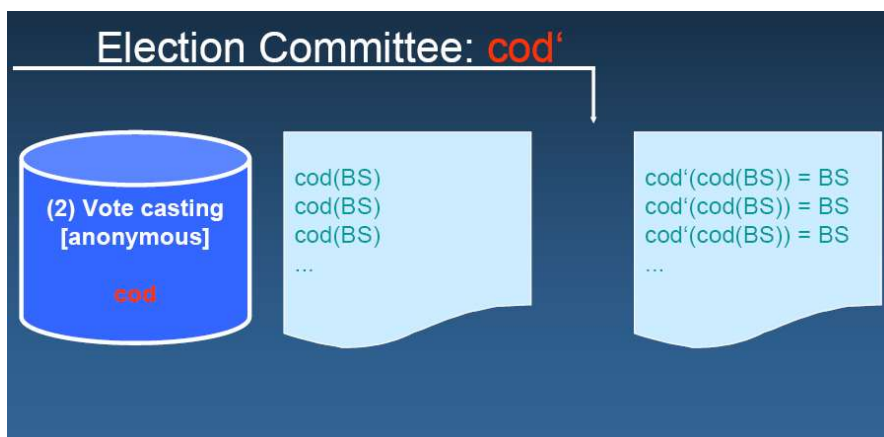 Election Committee: cod‘
(2) Vote casting
[anonymous]
cod
cod(BS)
cod(BS)
cod(BS)
...
cod‘(cod(BS)) = BS
cod‘(cod(BS)) = BS
cod‘(cod(BS)) = BS
...